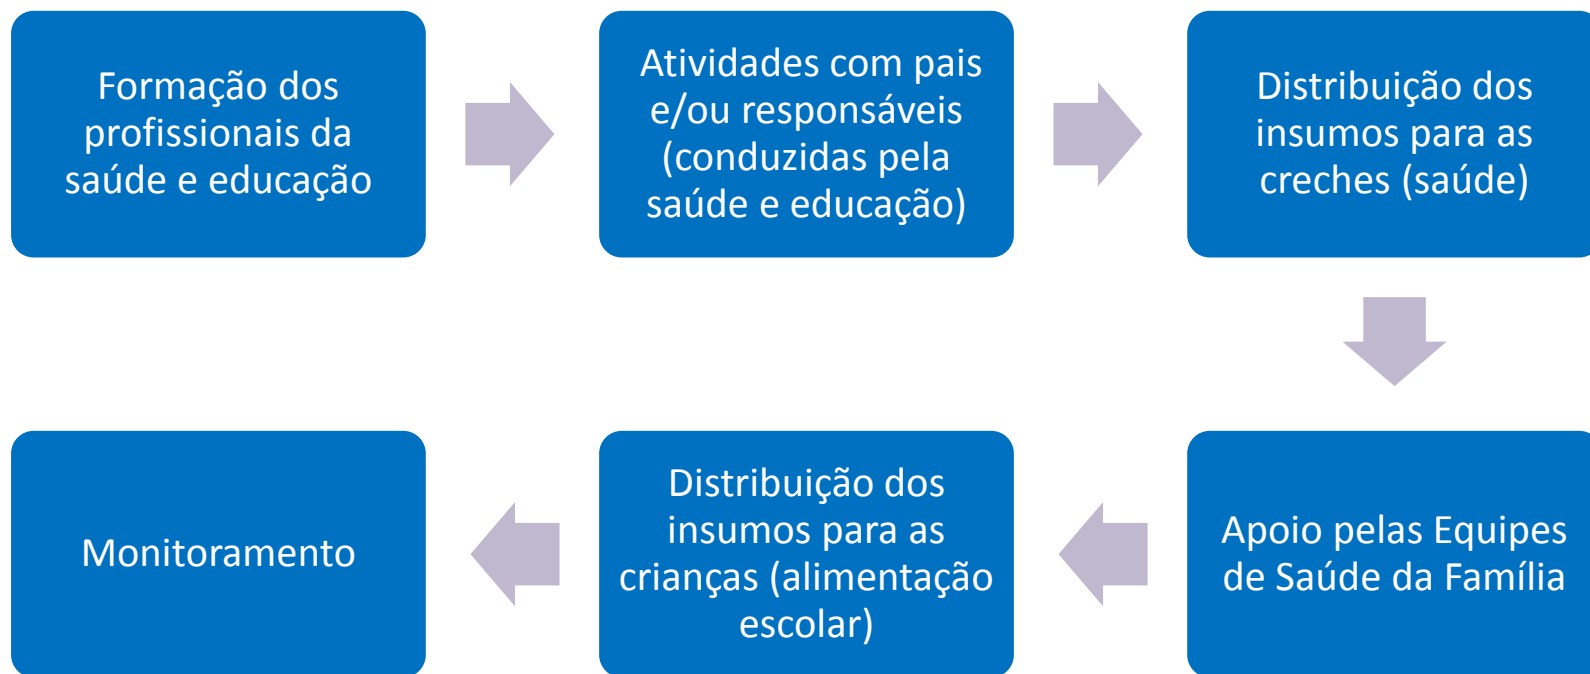 Formação dos
profissionais da
saúde e educação
Atividades com pais
e/ou responsáveis
(conduzidas pela
saúde e educação)
Distribuição dos
insumos para as
creches (saúde)
Apoio pelas Equipes
de Saúde da Família
Distribuição dos
insumos para as
crianças (alimentação
escolar)
Monitoramento